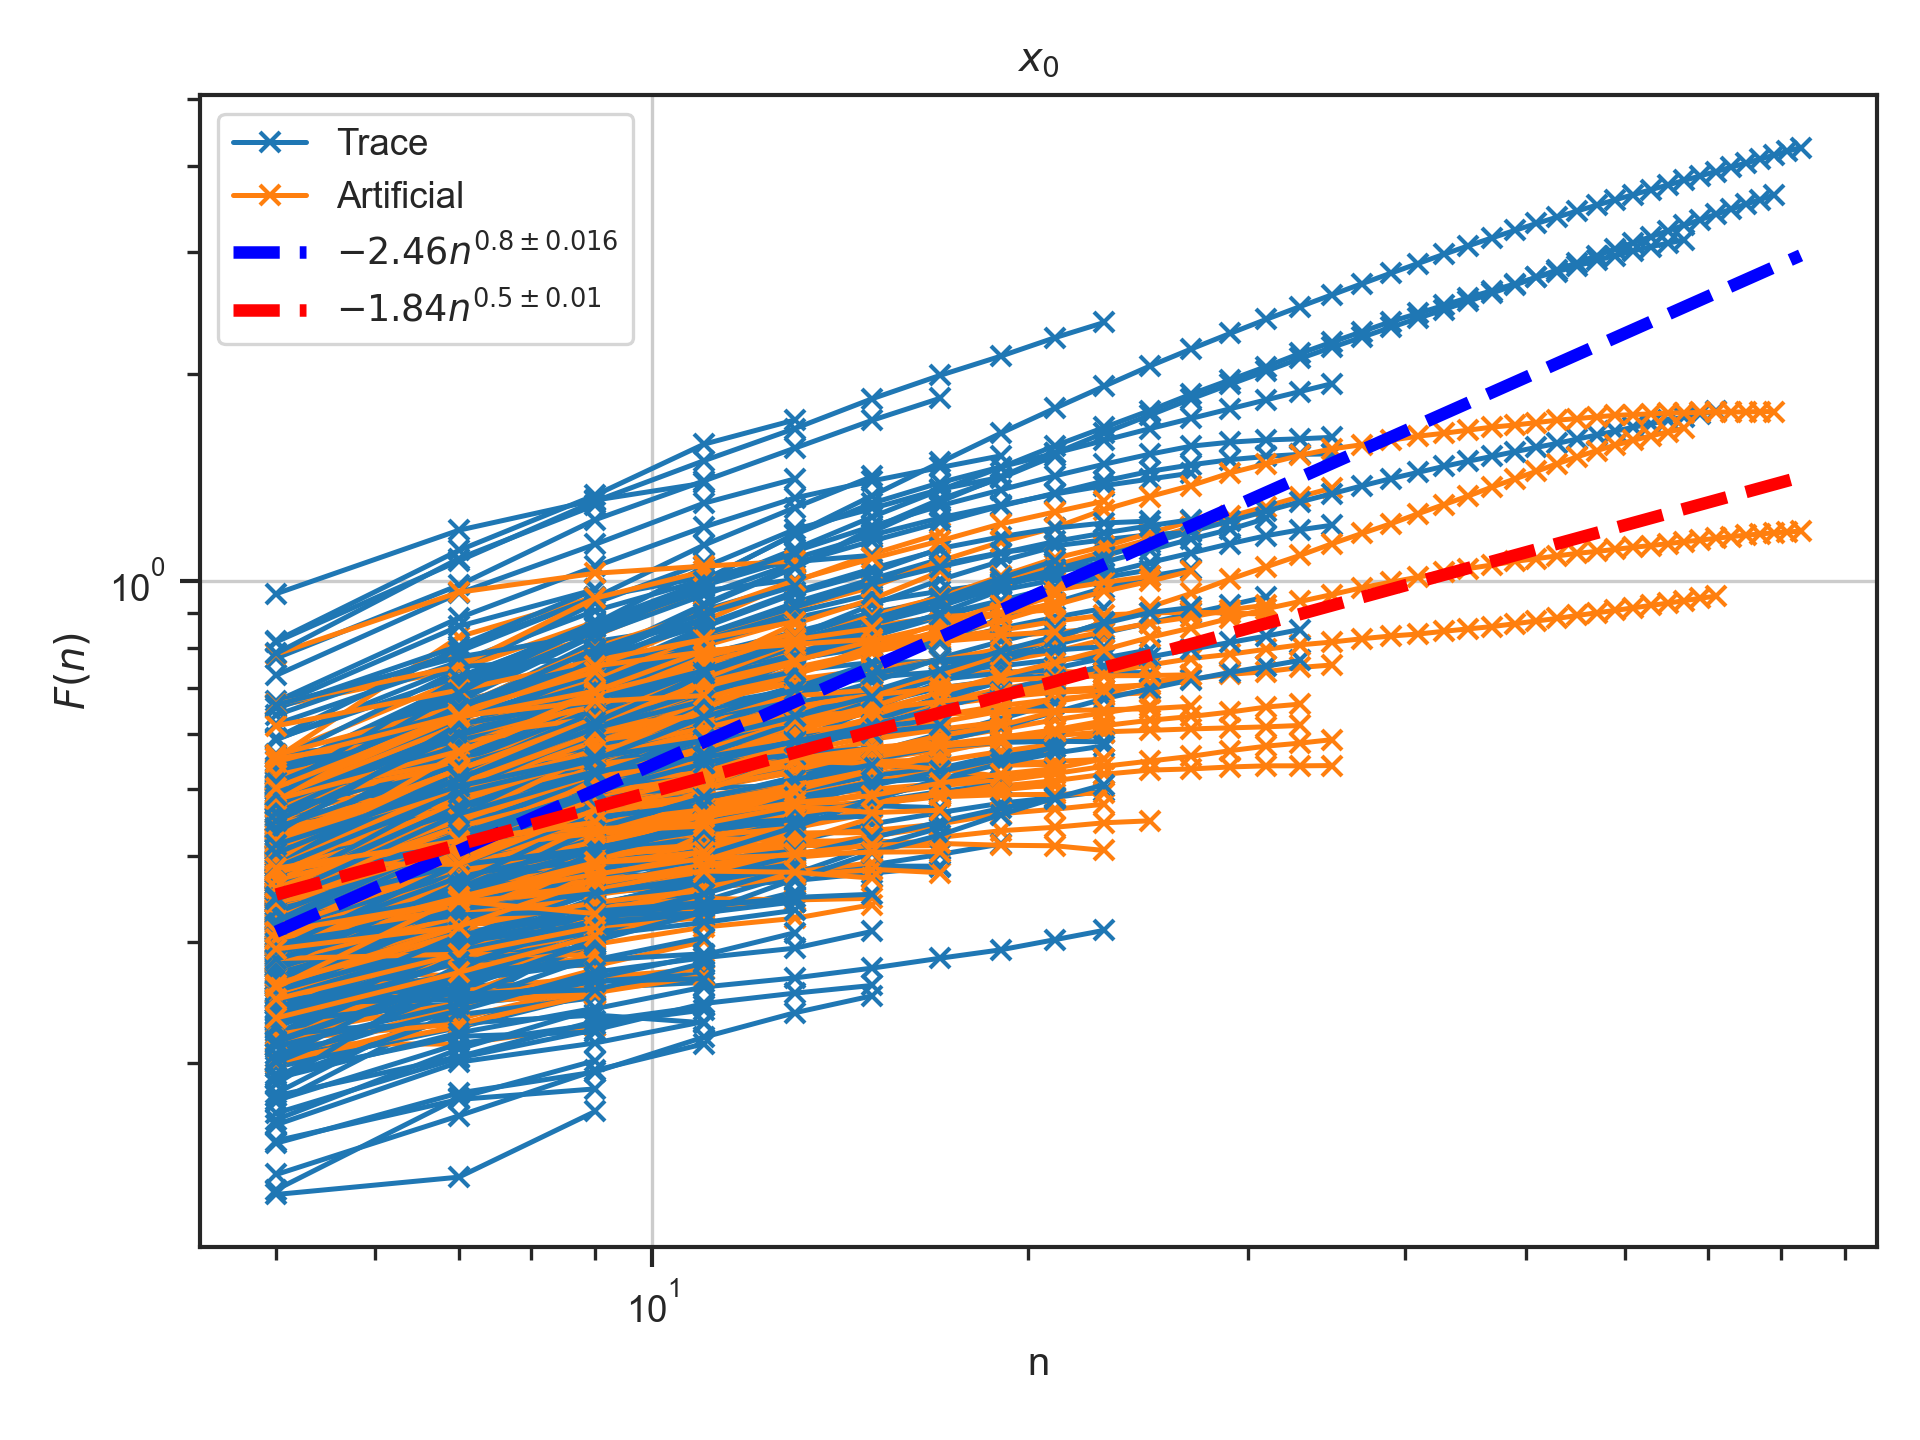 x₀
Trace
Artificial
−2.46n^{0.8±0.016}
−1.84n^{0.5±0.01}
10⁰
F(n)
10¹
n